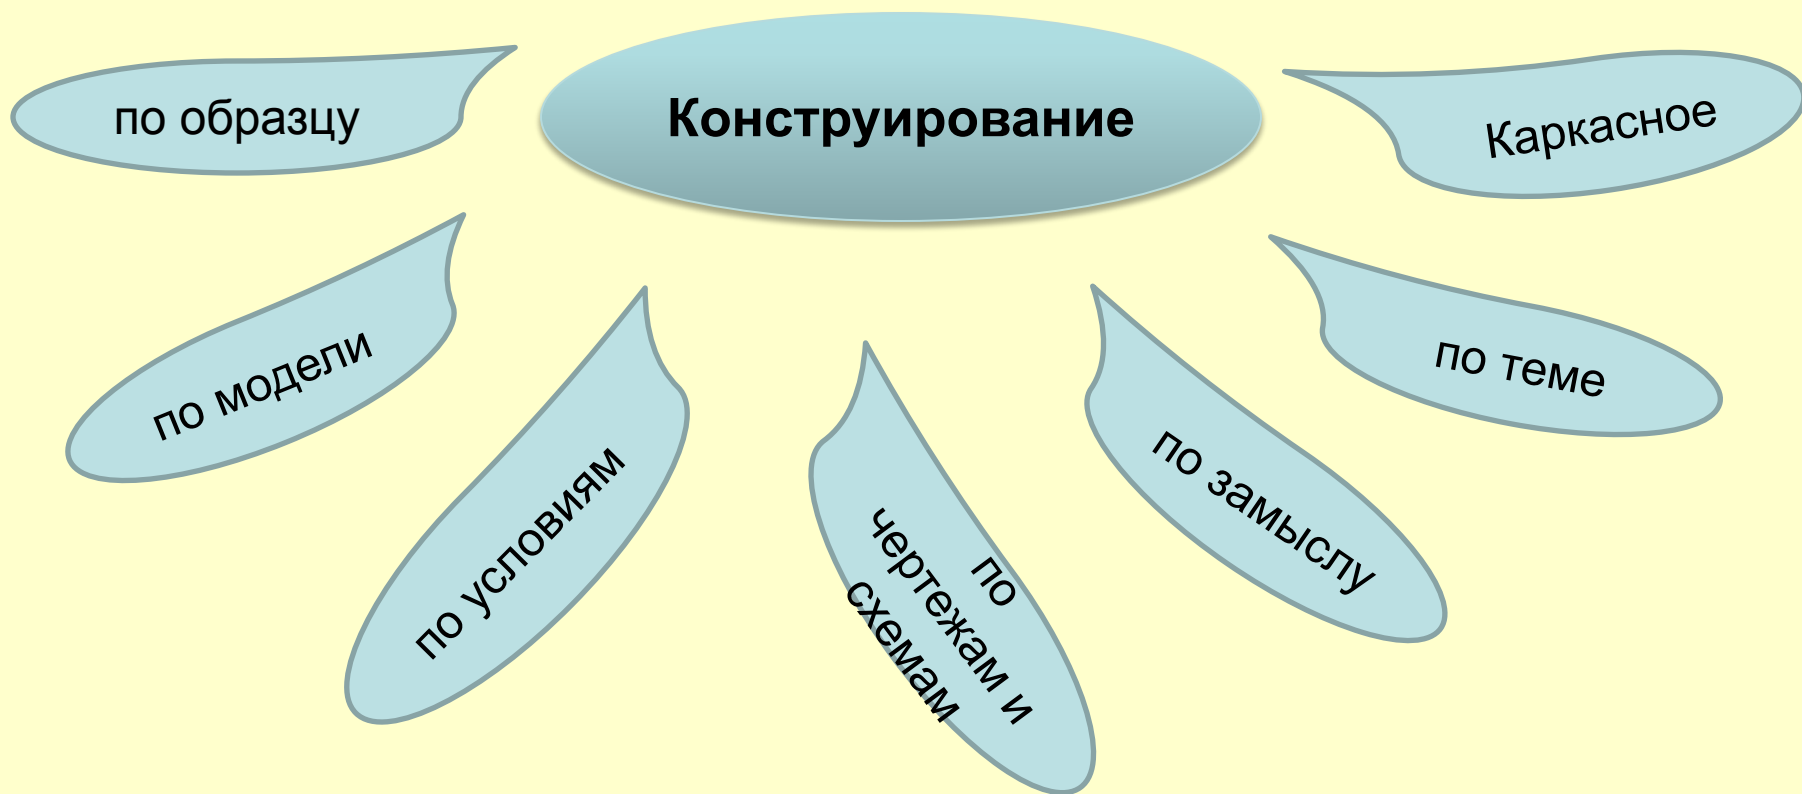 Конструирование
по образцу
по модели
по условиям
по
чертежам и
схемам
по замыслу
по теме
Каркасное